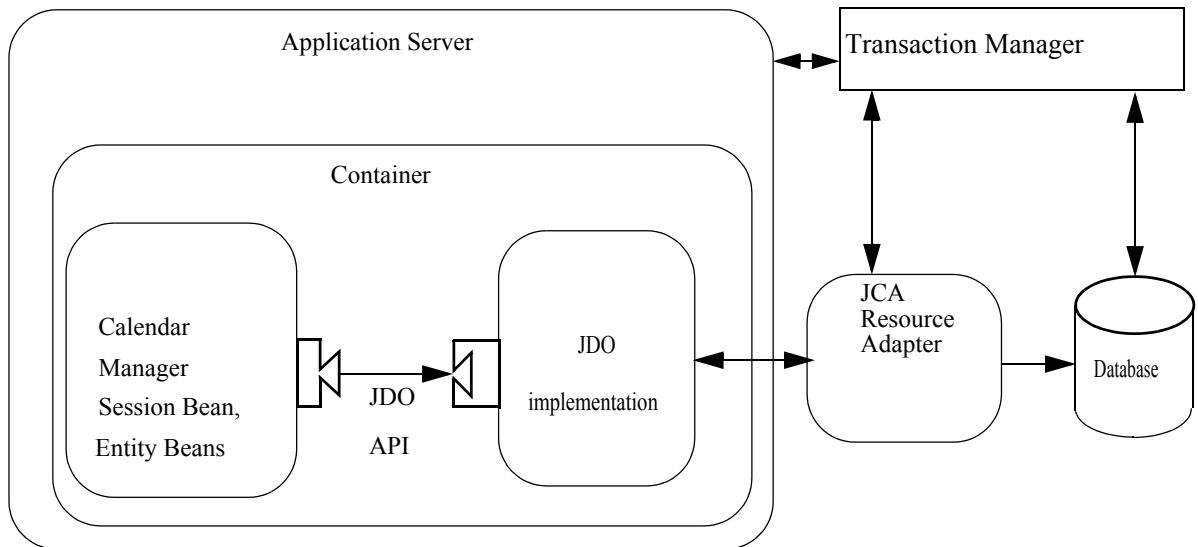 Application Server
Transaction Manager
Container
Calendar
Manager
Session Bean,
Entity Beans
JDO
API
JDO
implementation
JCA
Resource
Adapter
Database